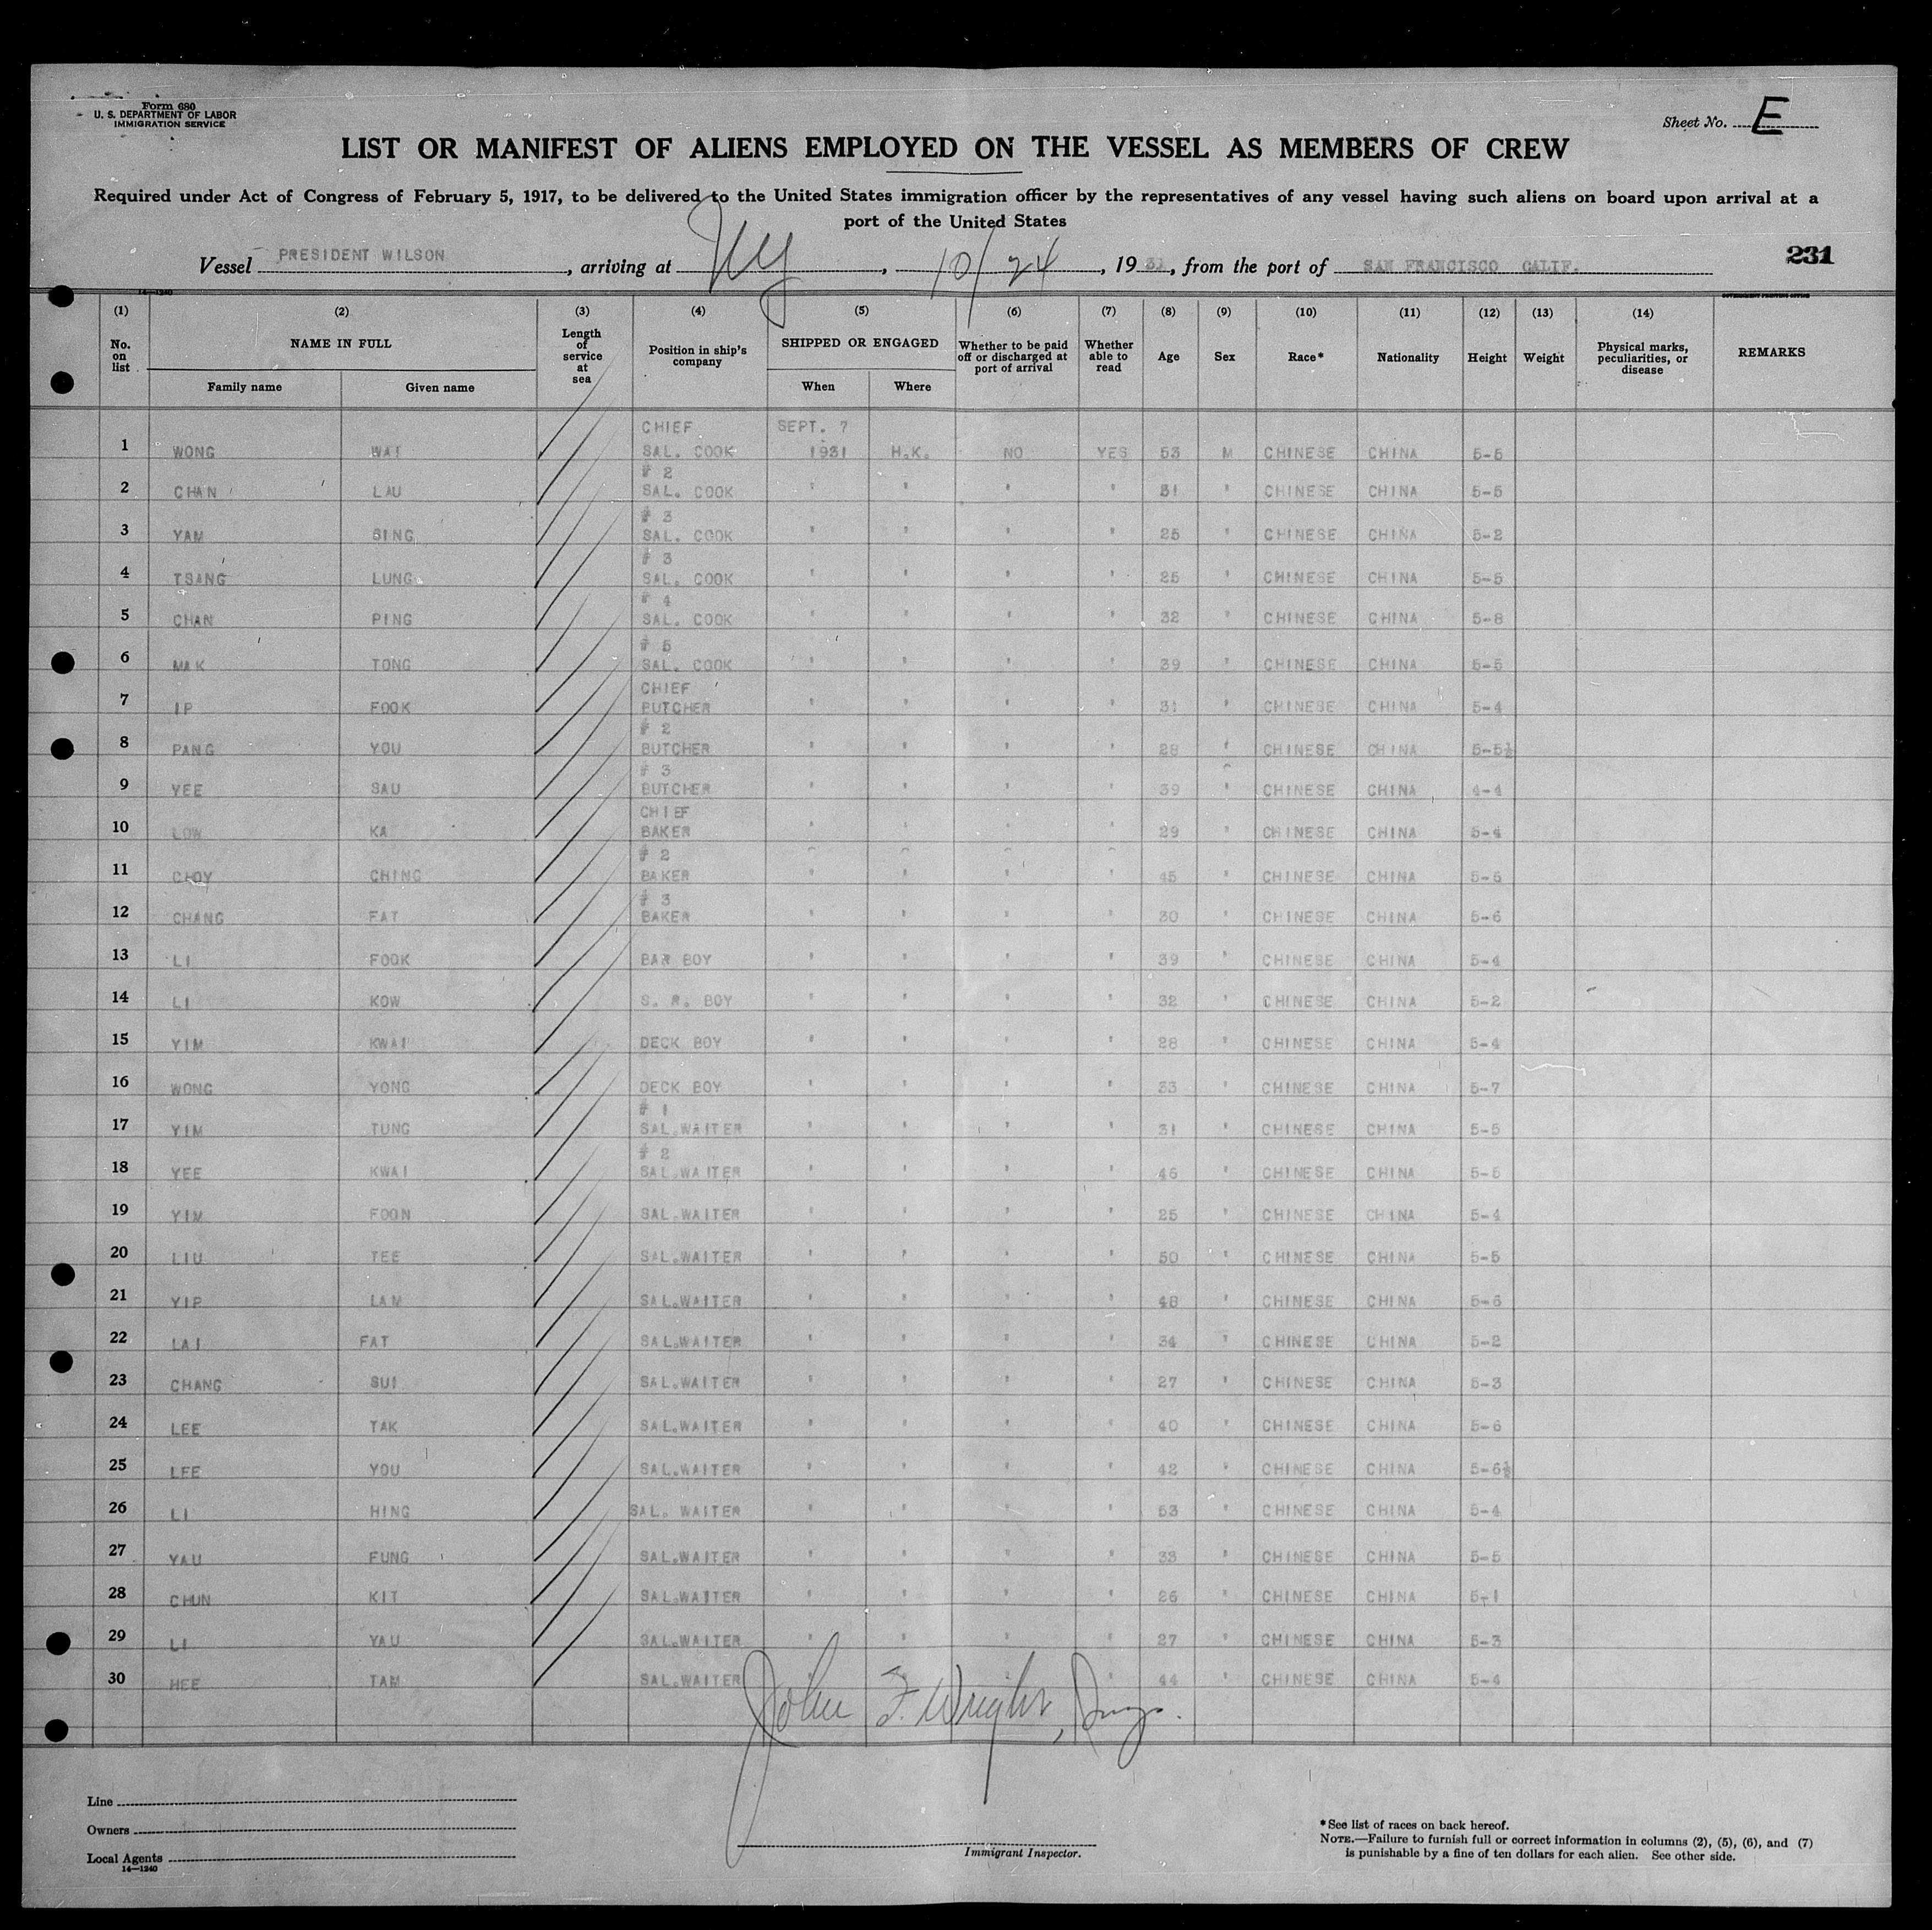 Form 680
U. S. DEPARTMENT OF LABOR
IMMIGRATION SERVICE
Sheet No. E
LIST OR MANIFEST OF ALIENS EMPLOYED ON THE VESSEL AS MEMBERS OF CREW
Required under Act of Congress of February 5, 1917, to be delivered to the United States immigration officer by the representatives of any vessel having such aliens on board upon arrival at a
port of the United States
Vessel PRESIDENT WILSON, arriving at NY, 10/24, 1931, from the port of SAN FRANCISCO CALIF. 231
14—1240 GOVERNMENT PRINTING OFFICE
(1) (2) (3) (4) (5) (6) (7) (8) (9) (10) (11) (12) (13) (14)
No. on list NAME IN FULL Length of service at sea Position in ship's company SHIPPED OR ENGAGED Whether to be paid off or discharged at port of arrival Whether able to read Age Sex Race* Nationality Height Weight Physical marks, peculiarities, or disease REMARKS
Family name Given name When Where
CHIEF SEPT. 7
1 WONG WAI SAL. COOK 1931 H.K. NO YES 53 M CHINESE CHINA 5-5
# 2
2 CHAN LAU SAL. COOK " " " " 31 " CHINESE CHINA 5-5
# 3
3 YAM SING SAL. COOK " " " " 25 " CHINESE CHINA 5-2
# 3
4 TSANG LUNG SAL. COOK " " " " 25 " CHINESE CHINA 5-5
# 4
5 CHAN PING SAL. COOK " " " " 32 " CHINESE CHINA 5-8
# 5
6 MAK TONG SAL. COOK " " " " 39 " CHINESE CHINA 5-5
CHIEF
7 IP FOOK BUTCHER " " " " 31 " CHINESE CHINA 5-4
# 2
8 PANG YOU BUTCHER " " " " 28 " CHINESE CHINA 5-5½
# 3
9 YEE SAU BUTCHER " " " " 39 " CHINESE CHINA 4-4
CHIEF
10 LOW KA BAKER " " " " 29 " CHINESE CHINA 5-4
# 2
11 CHOY CHING BAKER " " " " 45 " CHINESE CHINA 5-6
# 3
12 CHANG FAT BAKER " " " " 30 " CHINESE CHINA 5-6
13 LI FOOK BAR BOY " " " " 39 " CHINESE CHINA 5-4
14 LI KOW S. R. BOY " " " " 32 " CHINESE CHINA 5-2
15 YIM KWAI DECK BOY " " " " 28 " CHINESE CHINA 5-4
16 WONG YONG DECK BOY " " " " 33 " CHINESE CHINA 5-7
# 1
17 YIM TUNG SAL.WAITER " " " " 31 " CHINESE CHINA 5-5
# 2
18 YEE KWAI SAL.WAITER " " " " 46 " CHINESE CHINA 5-5
19 YIM FOON SAL.WAITER " " " " 25 " CHINESE CHINA 5-4
20 LIU TEE SAL.WAITER " " " " 50 " CHINESE CHINA 5-5
21 YIP LAM SAL.WAITER " " " " 48 " CHINESE CHINA 5-6
22 LAI FAT SAL.WAITER " " " " 34 " CHINESE CHINA 5-2
23 CHANG SUI SAL.WAITER " " " " 27 " CHINESE CHINA 5-3
24 LEE TAK SAL.WAITER " " " " 40 " CHINESE CHINA 5-6
25 LEE YOU SAL.WAITER " " " " 42 " CHINESE CHINA 5-6½
26 LI HING SAL. WAITER " " " " 53 " CHINESE CHINA 5-4
27 YAU FUNG SAL.WAITER " " " " 33 " CHINESE CHINA 5-5
28 CHUN KIT SAL.WAITER " " " " 26 " CHINESE CHINA 5-1
29 LI YAU SAL.WAITER " " " " 27 " CHINESE CHINA 5-3
30 HEE TAM SAL.WAITER " " " " 44 " CHINESE CHINA 5-4
John F. Wright, Insp.
Line
Owners
Local Agents
14—1240
Immigrant Inspector.
*See list of races on back hereof.
NOTE.—Failure to furnish full or correct information in columns (2), (5), (6), and (7)
is punishable by a fine of ten dollars for each alien. See other side.